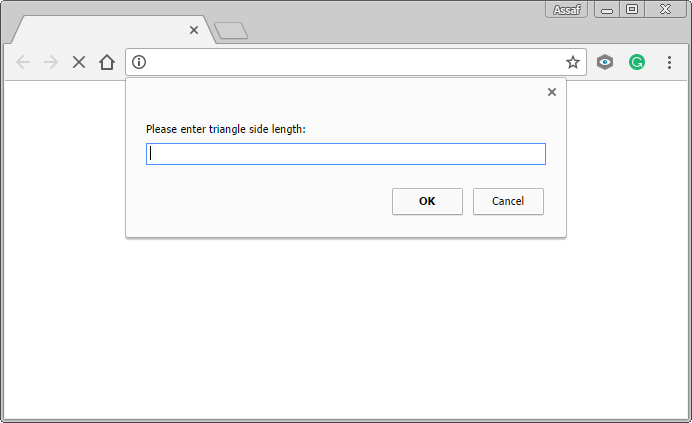 Assaf
Please enter triangle side length:
OK
Cancel